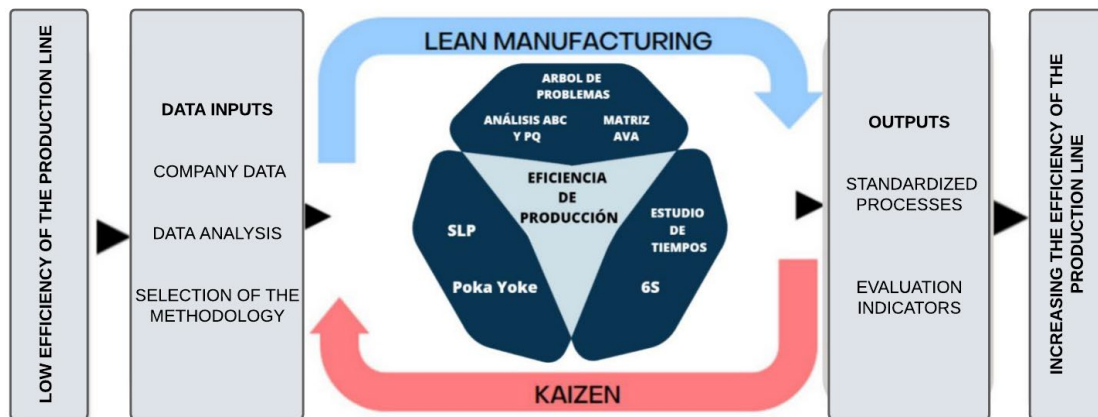 LOW EFFICIENCY OF THE PRODUCTION LINE
DATA INPUTS
COMPANY DATA
DATA ANALYSIS
SELECTION OF THE
METHODOLOGY
LEAN MANUFACTURING
ARBOL DE
PROBLEMAS
ANÁLISIS ABC
Y PQ
MATRIZ
AVA
EFICIENCIA
DE
PRODUCCIÓN
SLP
Poka Yoke
ESTUDIO
DE
TIEMPOS
6S
KAIZEN
OUTPUTS
STANDARDIZED
PROCESSES
EVALUATION
INDICATORS
INCREASING THE EFFICIENCY OF THE
PRODUCTION LINE